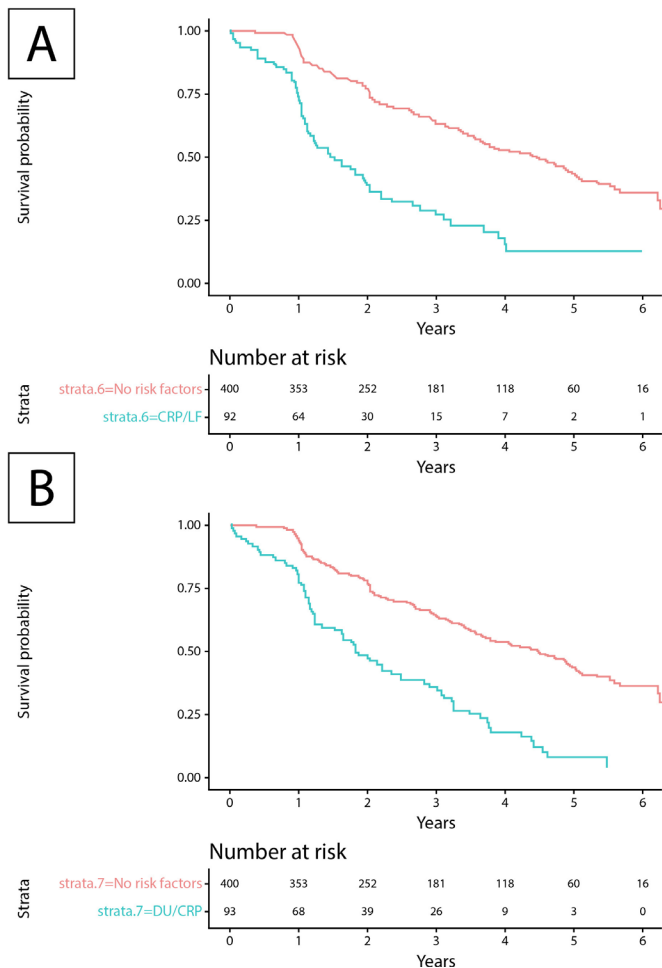 A
Survival probability
1.00
0.75
0.50
0.25
0.00
0 1 2 3 4 5 6
Years
Number at risk
Strata
strata.6=No risk factors 400 353 252 181 118 60 16
strata.6=CRP/LF 92 64 30 15 7 2 1
0 1 2 3 4 5 6
Years
B
Survival probability
1.00
0.75
0.50
0.25
0.00
0 1 2 3 4 5 6
Years
Number at risk
Strata
strata.7=No risk factors 400 353 252 181 118 60 16
strata.7=DU/CRP 93 68 39 26 9 3 0
0 1 2 3 4 5 6
Years